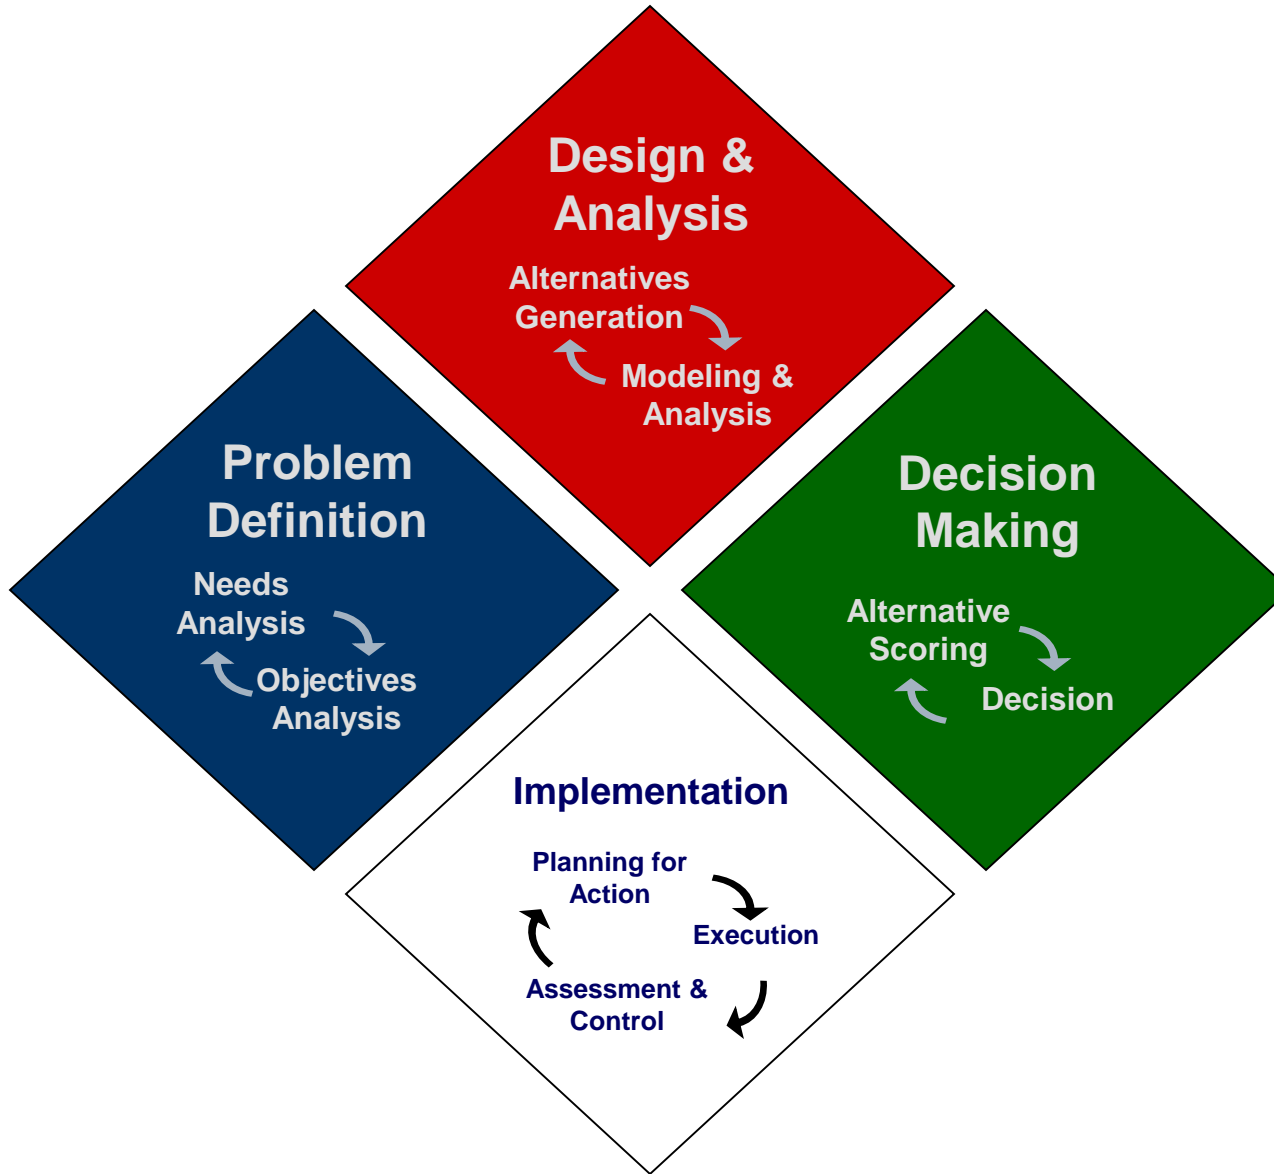 Design &
Analysis
Alternatives
Generation
Modeling &
Analysis
Problem
Definition
Needs
Analysis
Objectives
Analysis
Decision
Making
Alternative
Scoring
Decision
Implementation
Planning for
Action
Execution
Assessment &
Control